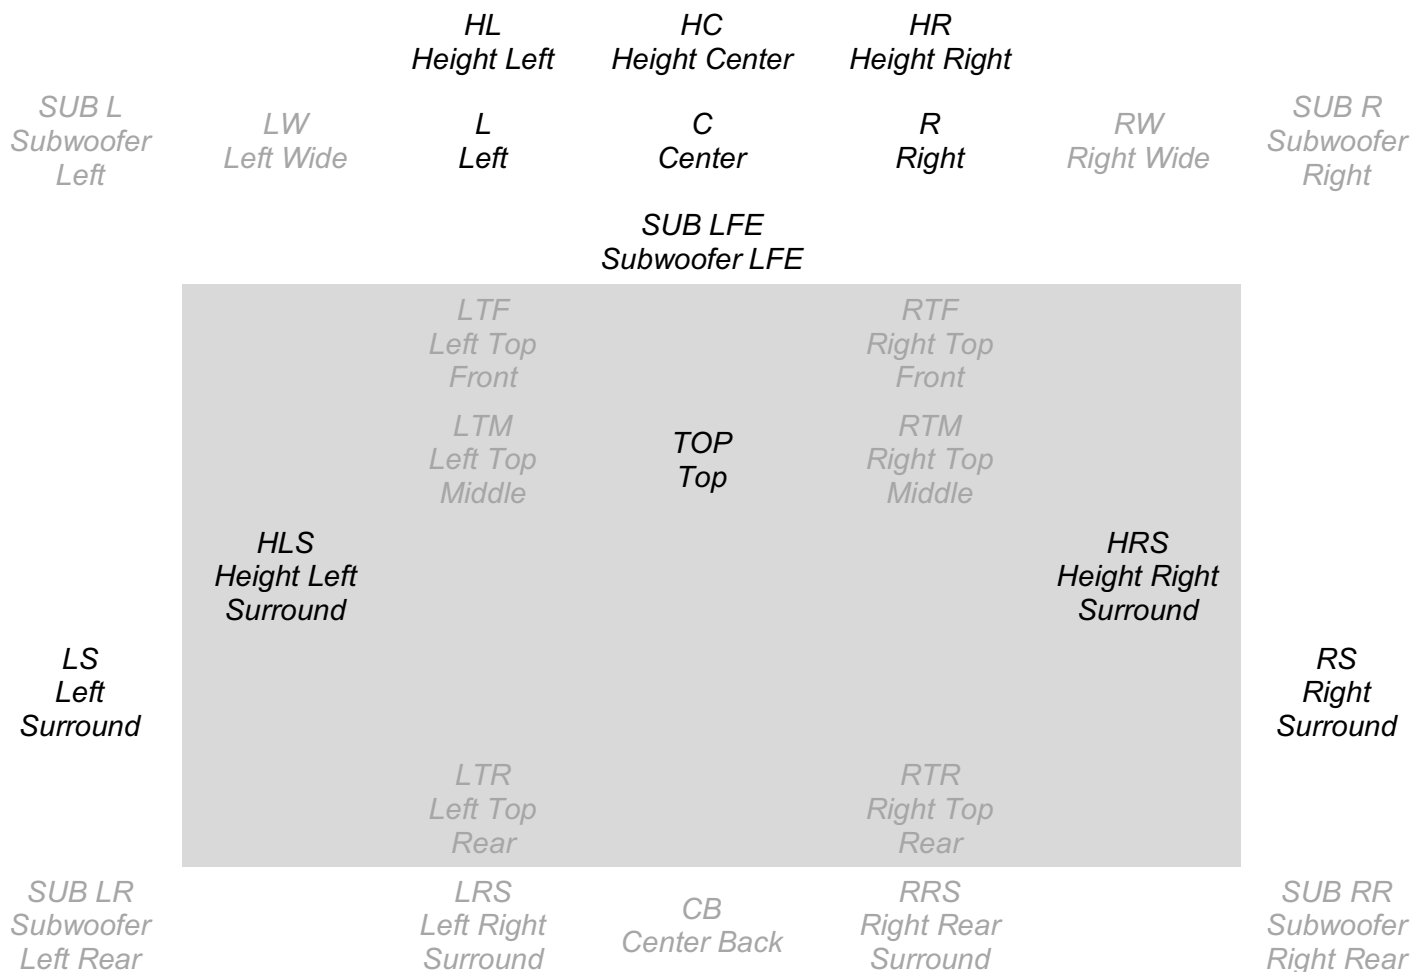 HL
Height Left
HC
Height Center
HR
Height Right
SUB L
Subwoofer
Left
LW
Left Wide
L
Left
C
Center
R
Right
RW
Right Wide
SUB R
Subwoofer
Right
SUB LFE
Subwoofer LFE
LTF
Left Top
Front
RTF
Right Top
Front
LTM
Left Top
Middle
TOP
Top
RTM
Right Top
Middle
HLS
Height Left
Surround
HRS
Height Right
Surround
LS
Left
Surround
RS
Right
Surround
LTR
Left Top
Rear
RTR
Right Top
Rear
SUB LR
Subwoofer
Left Rear
LRS
Left Right
Surround
CB
Center Back
RRS
Right Rear
Surround
SUB RR
Subwoofer
Right Rear